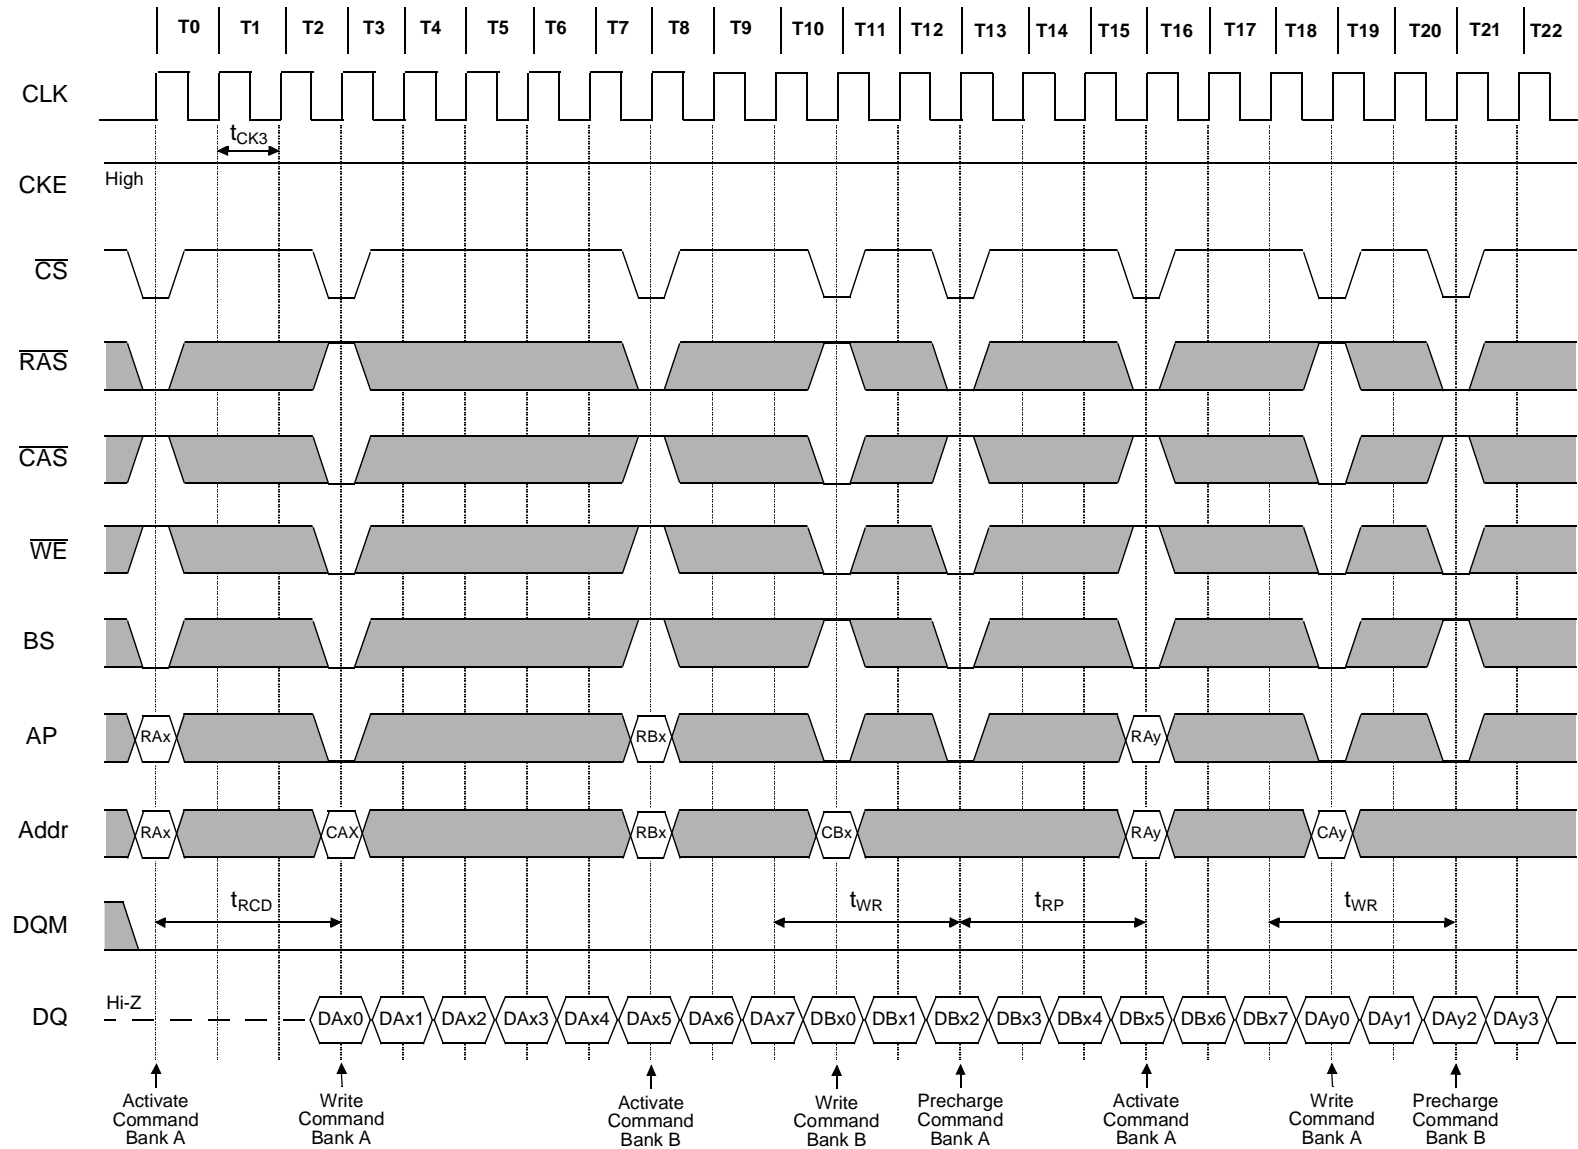 T0 T1 T2 T3 T4 T5 T6 T7 T8 T9 T10 T11 T12 T13 T14 T15 T16 T17 T18 T19 T20 T21 T22
CLK
tCK3
CKE
High
CS
RAS
CAS
WE
BS
AP
RAx RBx RAy
Addr
RAx CAX RBx CBx RAy CAy
tRCD tWR tRP tWR
DQM
DQ
Hi-Z
DAx0 DAx1 DAx2 DAx3 DAx4 DAx5 DAx6 DAx7 DBx0 DBx1 DBx2 DBx3 DBx4 DBx5 DBx6 DBx7 DAy0 DAy1 DAy2 DAy3
Activate
Command
Bank A
Write
Command
Bank A
Activate
Command
Bank B
Write
Command
Bank B
Precharge
Command
Bank A
Activate
Command
Bank A
Write
Command
Bank A
Precharge
Command
Bank B